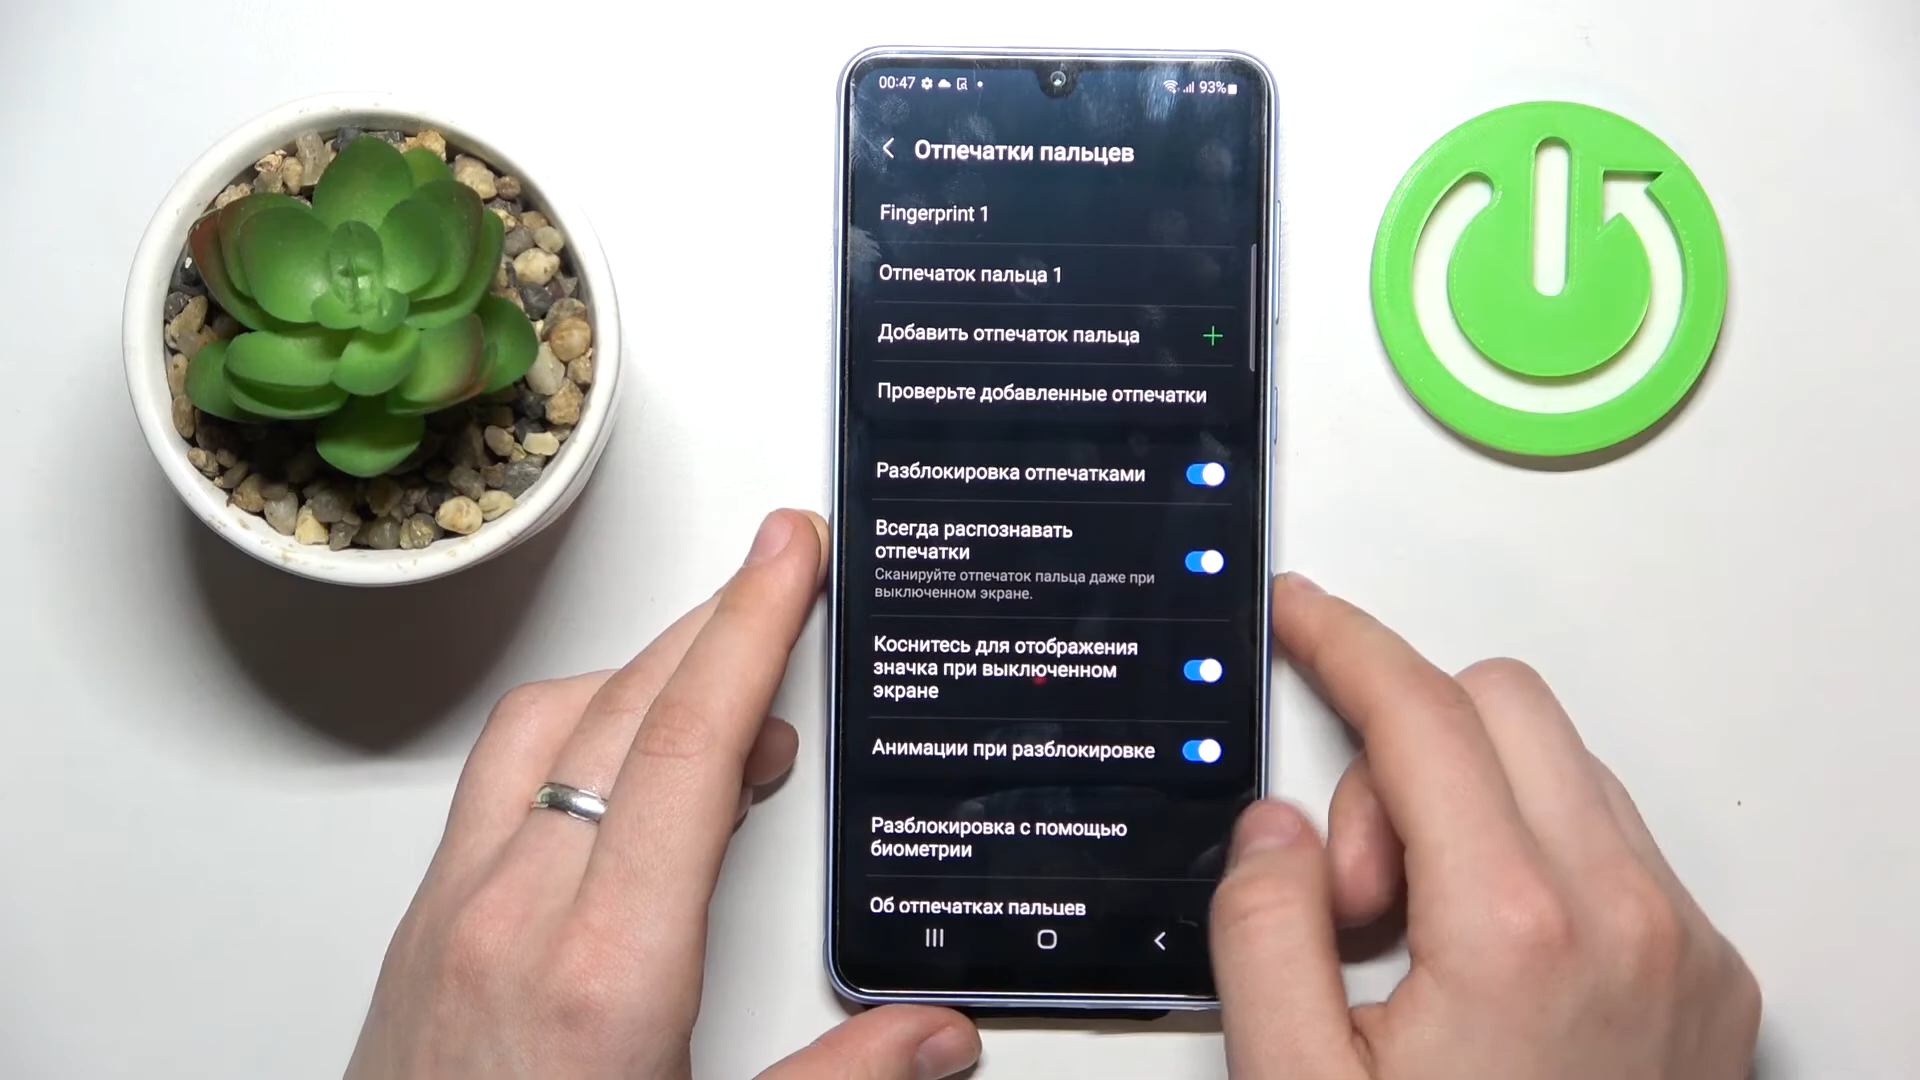 00:47
93%
Отпечатки пальцев
Fingerprint 1
Отпечаток пальца 1
Добавить отпечаток пальца
Проверьте добавленные отпечатки
Разблокировка отпечатками
Всегда распознавать
отпечатки
Сканируйте отпечаток пальца даже при
выключенном экране.
Коснитесь для отображения
значка при выключенном
экране
Анимации при разблокировке
Разблокировка с помощью
биометрии
Об отпечатках пальцев